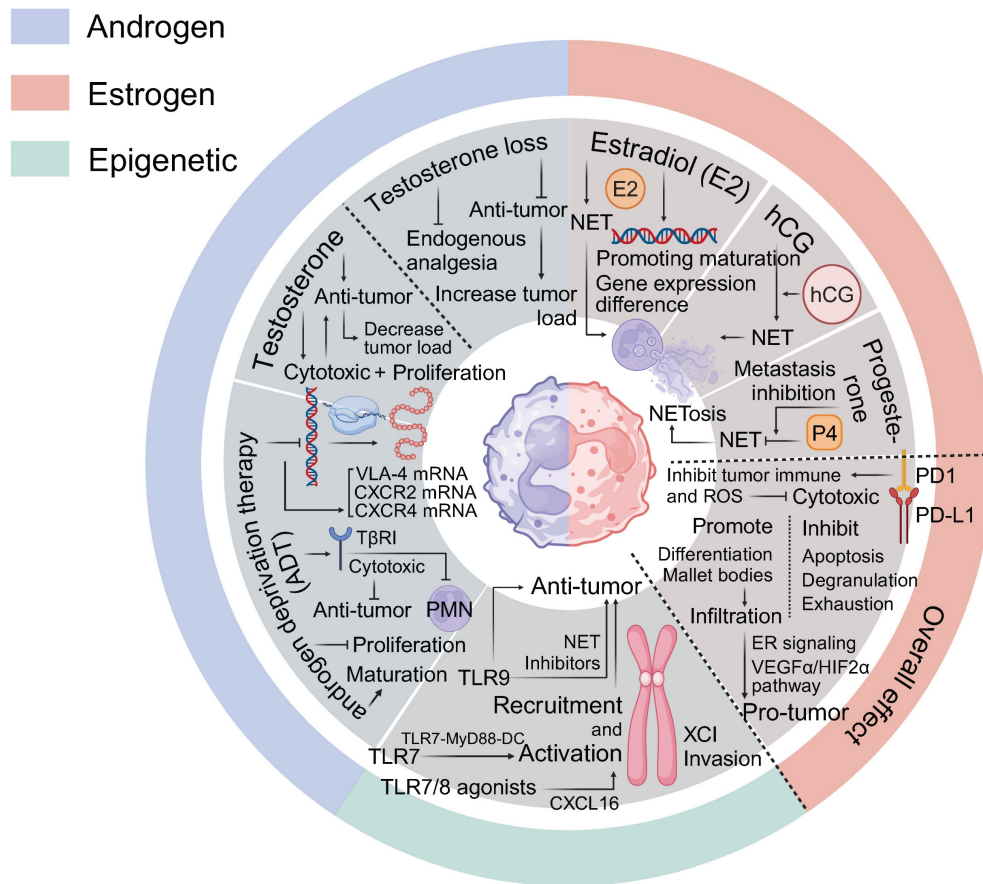 Androgen
Estrogen
Epigenetic
Testosterone loss
Endogenous
analgesia
Anti-tumor
Increase tumor
load
Estradiol (E2)
E2
NET
Promoting maturation
Gene expression
difference
hCG
hCG
NET
Progeste-
rone
Metastasis
inhibition
P4
NET
NETosis
Testosterone
Anti-tumor
Decrease
tumor load
Cytotoxic + Proliferation
androgen deprivation therapy
(ADT)
VLA-4 mRNA
CXCR2 mRNA
CXCR4 mRNA
TβRI
Cytotoxic
Anti-tumor
PMN
Proliferation
Maturation
Anti-tumor
NET
Inhibitors
TLR9
Recruitment
and
Activation
TLR7-MyD88-DC
TLR7
TLR7/8 agonists
CXCL16
XCI
Invasion
Overall effect
PD1
PD-L1
Inhibit tumor immune
and ROS
Cytotoxic
Promote
Differentiation
Mallet bodies
Infiltration
Inhibit
Apoptosis
Degranulation
Exhaustion
ER signaling
VEGFα/HIF2α
pathway
Pro-tumor